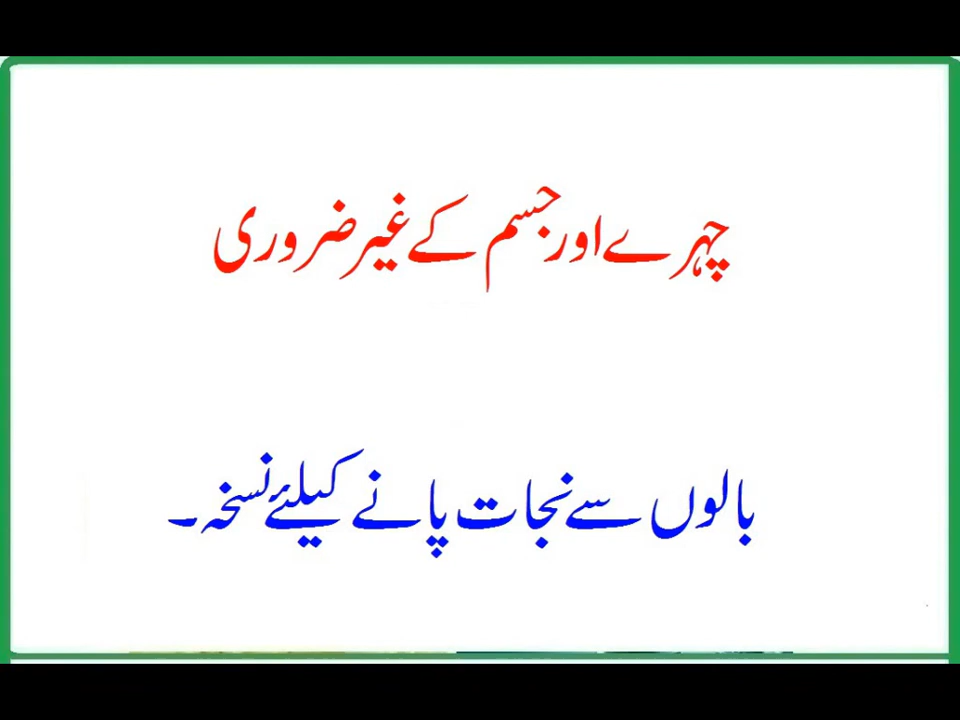 چہرے اور جسم کے غیر ضروری
بالوں سے نجات پانے کیلئے نسخہ۔